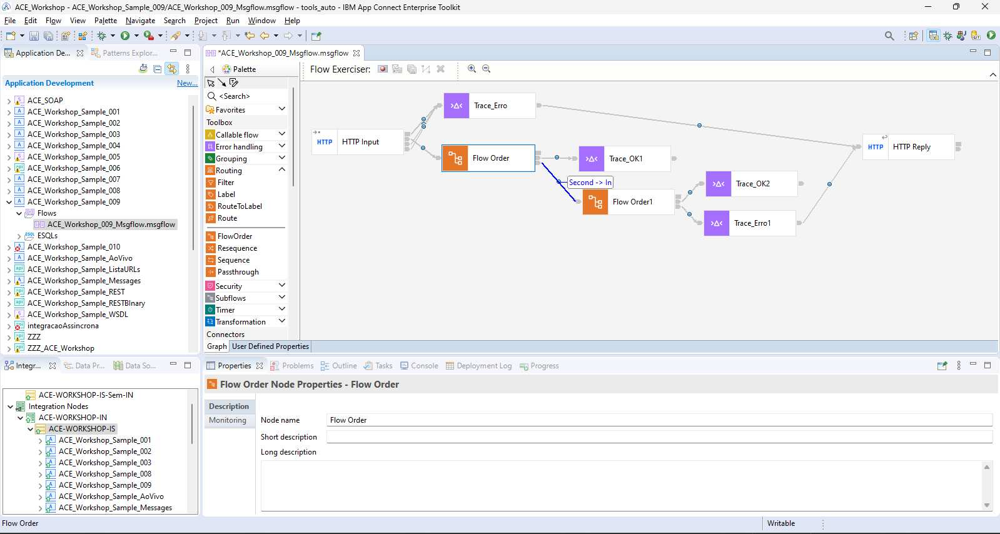 ACE_Workshop - ACE_Workshop_Sample_009/ACE_Workshop_009_Msgflow.msgflow - tools_auto - IBM App Connect Enterprise Toolkit
File Edit Flow View Palette Navigate Search Project Run Window Help
Application De... Patterns Explor...
Application Development New...
ACE_SOAP
ACE_Workshop_Sample_001
ACE_Workshop_Sample_002
ACE_Workshop_Sample_003
ACE_Workshop_Sample_004
ACE_Workshop_Sample_005
ACE_Workshop_Sample_006
ACE_Workshop_Sample_007
ACE_Workshop_Sample_008
ACE_Workshop_Sample_009
Flows
ACE_Workshop_009_Msgflow.msgflow
ESQLs
ACE_Workshop_Sample_010
ACE_Workshop_Sample_AoVivo
ACE_Workshop_Sample_ListaURLs
ACE_Workshop_Sample_Messages
ACE_Workshop_Sample_REST
ACE_Workshop_Sample_RESTBInary
ACE_Workshop_Sample_WSDL
integracaoAssincrona
ZZZ
ZZZ_ACE_Workshop
*ACE_Workshop_009_Msgflow.msgflow
Palette
<Search>
Favorites
Toolbox
Callable flow
Error handling
Grouping
Routing
Filter
Label
RouteToLabel
Route
FlowOrder
Resequence
Sequence
Passthrough
Security
Subflows
Timer
Transformation
Connectors
Flow Exerciser:
Trace_Erro
HTTP HTTP Input
HTTP HTTP Reply
Flow Order
Trace_OK1
Second -> In
Trace_OK2
Flow Order1
Trace_Erro1
Graph User Defined Properties
Integr... Data Pr... Data So...
ACE-WORKSHOP-IS-Sem-IN
Integration Nodes
ACE-WORKSHOP-IN
ACE-WORKSHOP-IS
ACE_Workshop_Sample_001
ACE_Workshop_Sample_002
ACE_Workshop_Sample_003
ACE_Workshop_Sample_008
ACE_Workshop_Sample_009
ACE_Workshop_Sample_AoVivo
ACE_Workshop_Sample_Messages
Properties Problems Outline Tasks Console Deployment Log Progress
Flow Order Node Properties - Flow Order
Description
Monitoring
Node name Flow Order
Short description
Long description
Flow Order
Writable